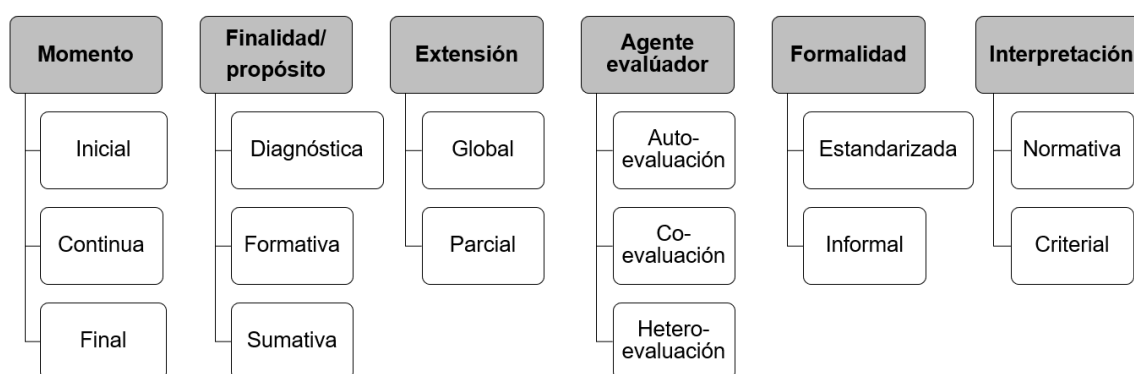 Momento
Inicial
Continua
Final
Finalidad/
propósito
Diagnóstica
Formativa
Sumativa
Extensión
Global
Parcial
Agente
evalúador
Auto-
evaluación
Co-
evaluación
Hetero-
evaluación
Formalidad
Estandarizada
Informal
Interpretación
Normativa
Criterial